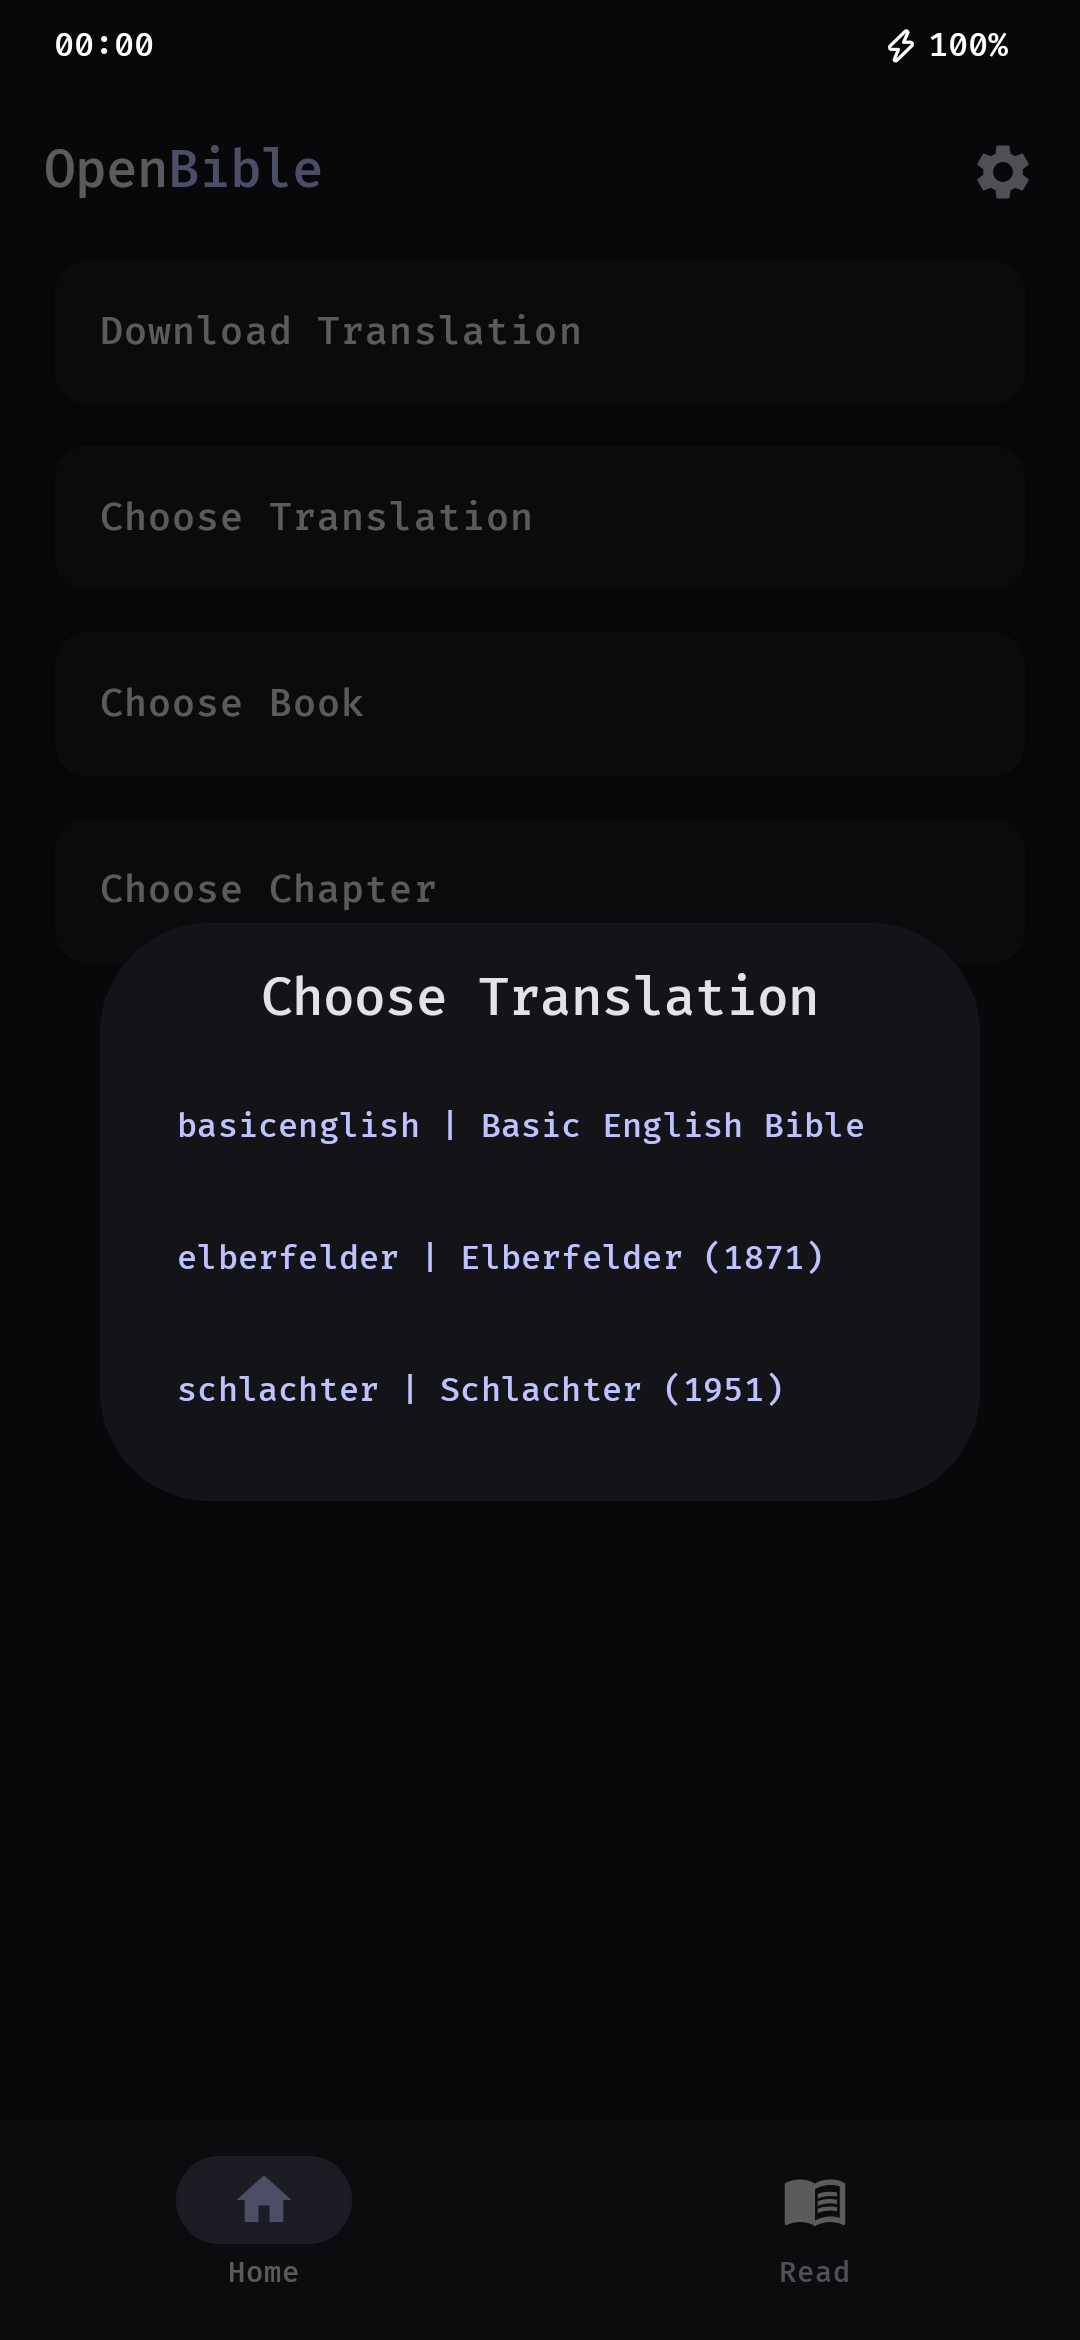 00:00
100%
OpenBible
Download Translation
Choose Translation
Choose Book
Choose Chapter
Choose Translation
basicenglish | Basic English Bible
elberfelder | Elberfelder (1871)
schlachter | Schlachter (1951)
Home
Read